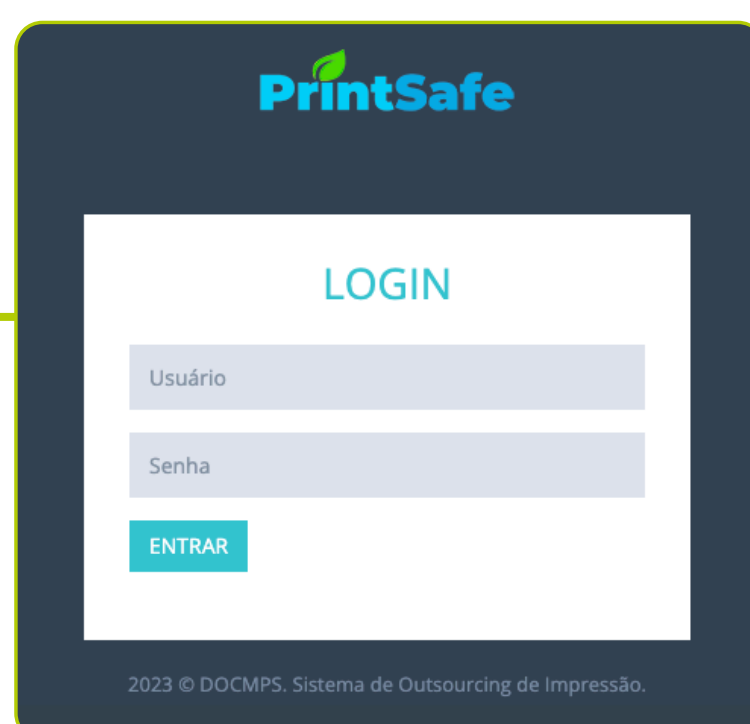 PrintSafe
LOGIN
Usuário
Senha
ENTRAR
2023 © DOCMPS. Sistema de Outsourcing de Impressão.